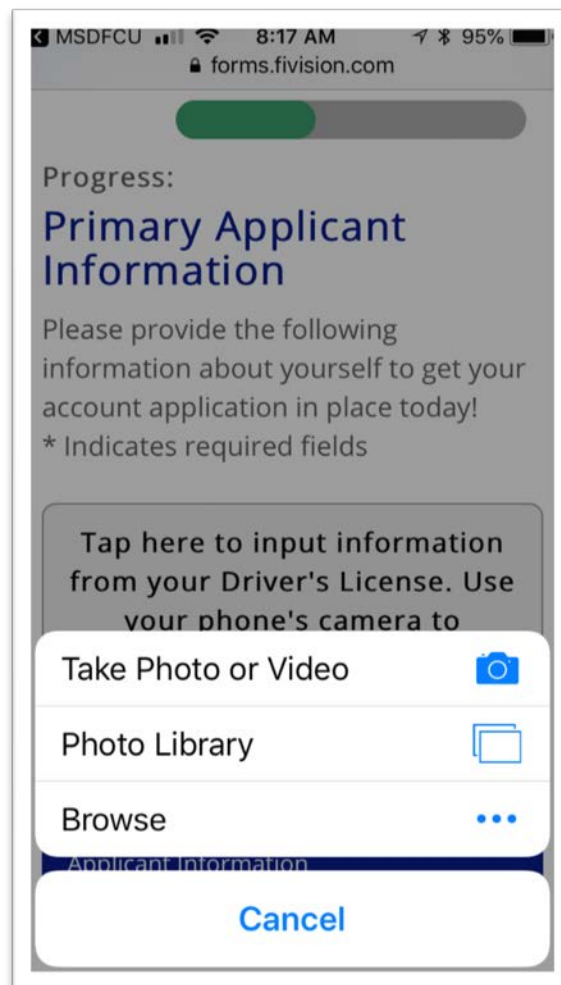 MSDFCU 8:17 AM 95%
forms.fivision.com
Progress:
Primary Applicant
Information
Please provide the following
information about yourself to get your
account application in place today!
* Indicates required fields
Tap here to input information
from your Driver's License. Use
your phone's camera to
Take Photo or Video
Photo Library
Browse
Applicant Information
Cancel